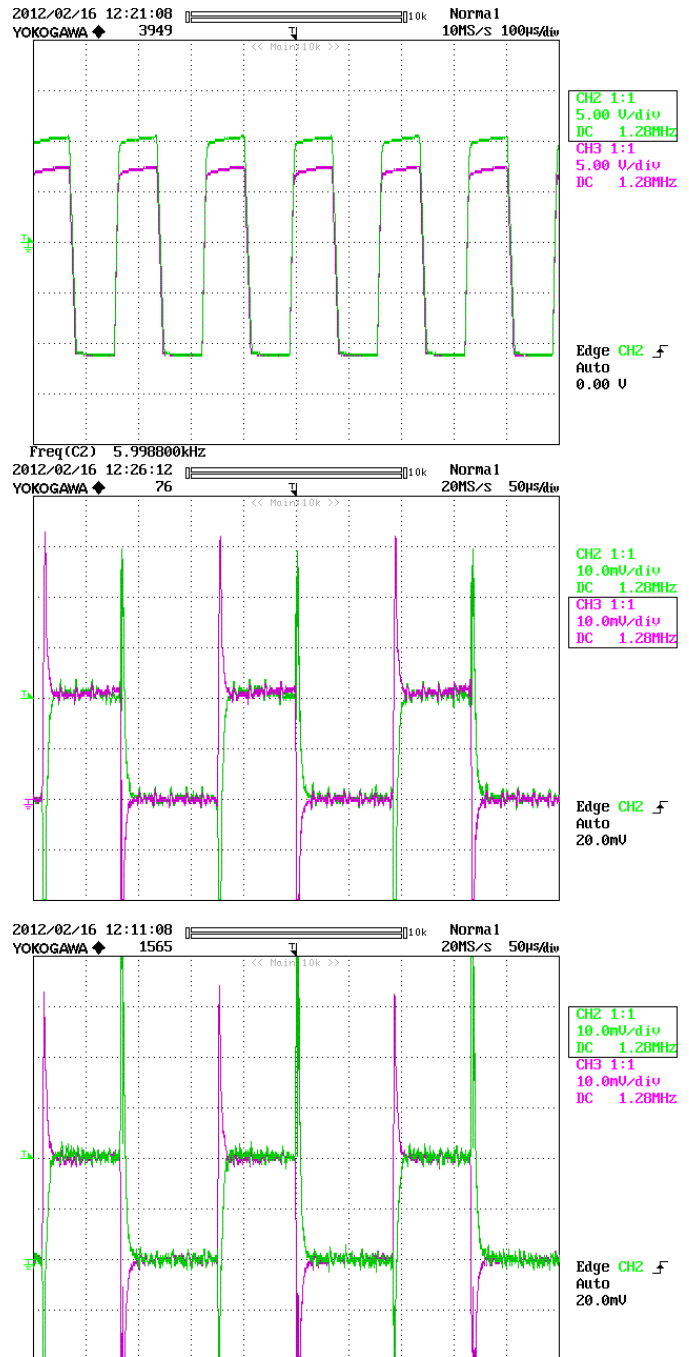 2012/02/16 12:21:08 10k Normal
YOKOGAWA ◆ 3949 T 10MS/s 100µs/div
<< Main:10k >>
CH2 1:1
5.00 V/div
DC 1.28MHz
CH3 1:1
5.00 V/div
DC 1.28MHz
T
Edge CH2
Auto
0.00 V
Freq(C2) 5.998800kHz
2012/02/16 12:26:12 10k Normal
YOKOGAWA ◆ 76 T 20MS/s 50µs/div
<< Main:10k >>
CH2 1:1
10.0mV/div
DC 1.28MHz
CH3 1:1
10.0mV/div
DC 1.28MHz
T
Edge CH2
Auto
20.0mV
2012/02/16 12:11:08 10k Normal
YOKOGAWA ◆ 1565 T 20MS/s 50µs/div
<< Main:10k >>
CH2 1:1
10.0mV/div
DC 1.28MHz
CH3 1:1
10.0mV/div
DC 1.28MHz
T
Edge CH2
Auto
20.0mV